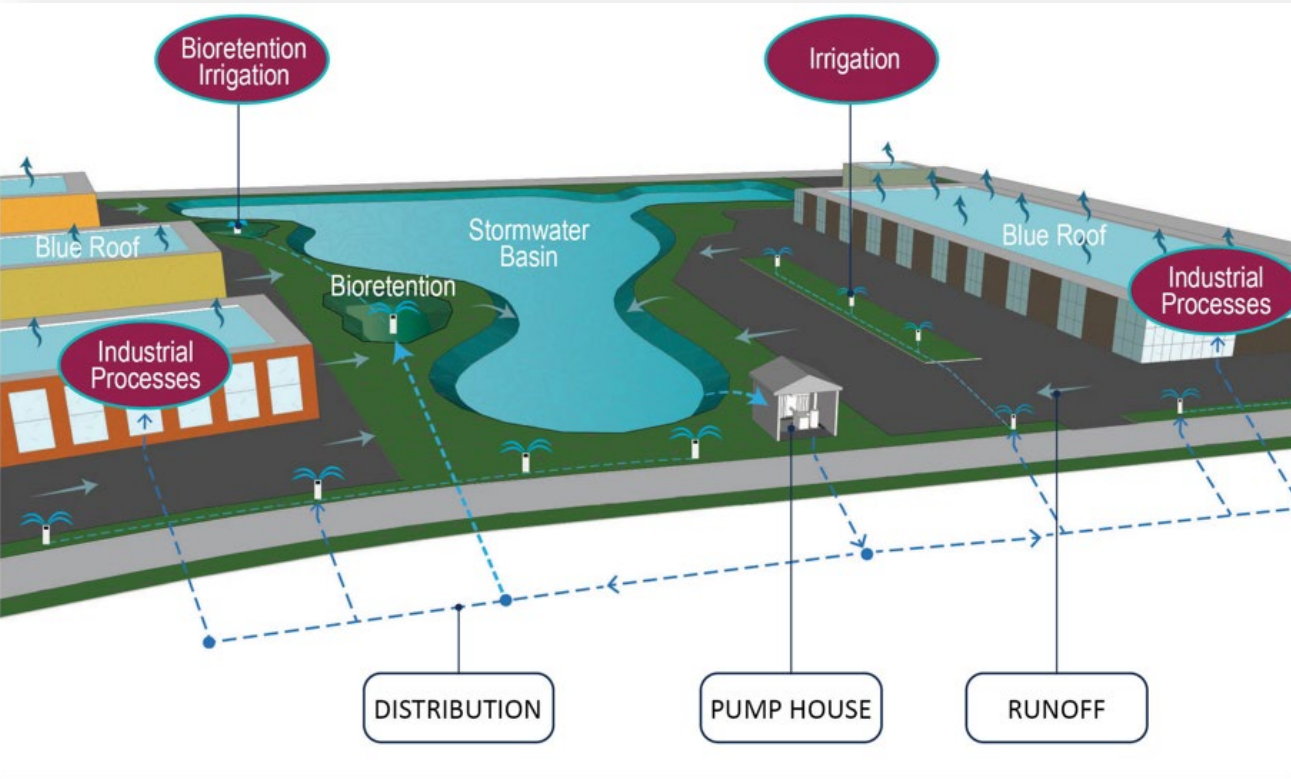 Bioretention
Irrigation
Irrigation
Stormwater
Basin
Blue Roof
Blue Roof
Bioretention
Industrial
Processes
Industrial
Processes
DISTRIBUTION
PUMP HOUSE
RUNOFF